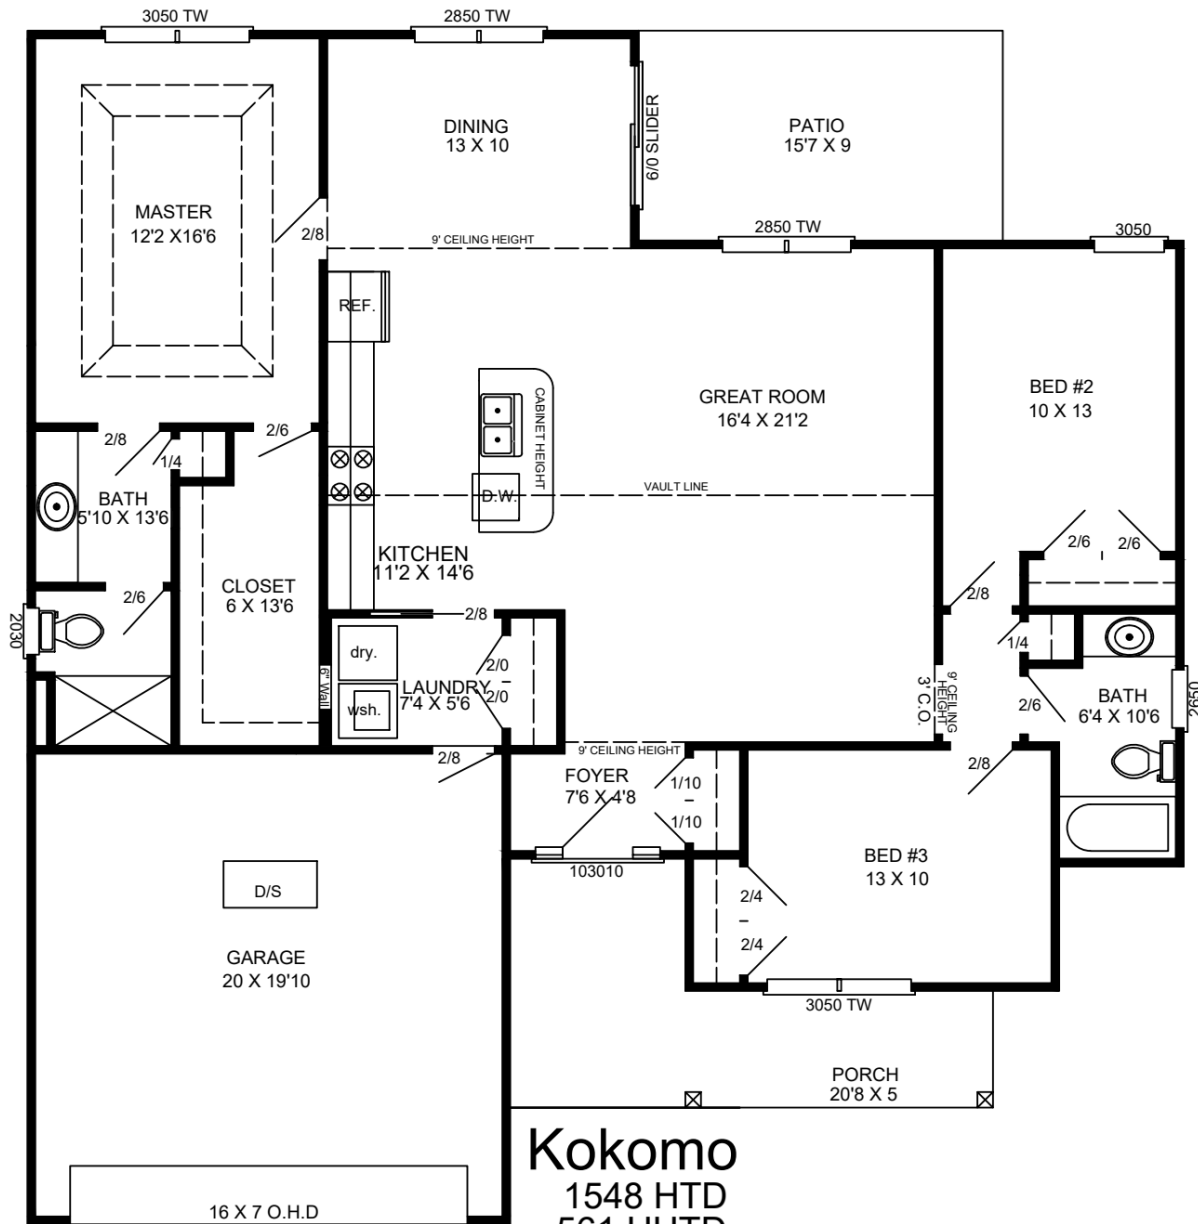 3050 TW
2850 TW
DINING
13 X 10
6/0 SLIDER
PATIO
15'7 X 9
MASTER
12'2 X16'6
2/8
9' CEILING HEIGHT
2850 TW
3050
REF.
CABINET HEIGHT
GREAT ROOM
16'4 X 21'2
BED #2
10 X 13
2/8
1/4
2/6
BATH
5'10 X 13'6
D.W.
VAULT LINE
KITCHEN
11'2 X 14'6
2/6
2/6
CLOSET
6 X 13'6
2/6
2/8
2/8
2030
dry.
2/0
1/4
6" Wall
LAUNDRY
7'4 X 5'6
2/0
wsh.
9' CEILING
HEIGHT
3' C.O.
2/6
BATH
6'4 X 10'6
2650
2/8
9' CEILING HEIGHT
FOYER
7'6 X 4'8
1/10
1/10
2/8
103010
BED #3
13 X 10
D/S
2/4
2/4
GARAGE
20 X 19'10
3050 TW
PORCH
20'8 X 5
Kokomo
1548 HTD
561 UHTD
16 X 7 O.H.D